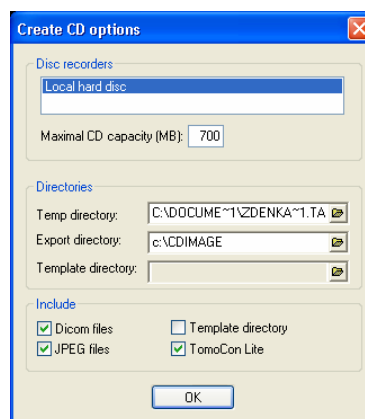 Create CD options
Disc recorders
Local hard disc
Maximal CD capacity (MB): 700
Directories
Temp directory: C:\DOCUME~1\ZDENKA~1.TA
Export directory: c:\CDIMAGE
Template directory:
Include
Dicom files Template directory
JPEG files TomoCon Lite
OK